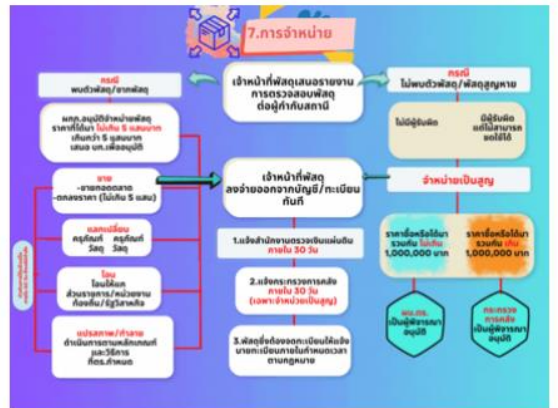 7.การจำหน่าย
กรณี
พบตัวพัสดุ/ซากพัสดุ
เจ้าหน้าที่พัสดุเสนอรายงาน
การตรวจสอบพัสดุ
ต่อผู้กำกับสถานี
กรณี
ไม่พบตัวพัสดุ/พัสดุสูญหาย
ผกก.อนุมัติจำหน่ายพัสดุ
ราคาที่ได้มา ไม่เกิน 5 แสนบาท
เกินกว่า 5 แสนบาท
เสนอ บก.เพื่ออนุมัติ
ไม่มีผู้รับผิด
มีผู้รับผิด
แต่ไม่สามารถ
ชดใช้ได้
ขาย
-ขายทอดตลาด
-ตกลงราคา (ไม่เกิน 5 แสน)
เจ้าหน้าที่พัสดุ
ลงจ่ายออกจากบัญชี/ทะเบียน
ทันที
จำหน่ายเป็นสูญ
แลกเปลี่ยน
ครุภัณฑ์ ครุภัณฑ์
วัสดุ วัสดุ
1.แจ้งสำนักงานตรวจเงินแผ่นดิน
ภายใน 30 วัน
ราคาซื้อหรือได้มา
รวมกัน ไม่เกิน
1,000,000 บาท
ราคาซื้อหรือได้มา
รวมกัน เกิน
1,000,000 บาท
โอน
โอนให้แก่
ส่วนราชการ/หน่วยงาน
ท้องถิ่น/รัฐวิสาหกิจ
2.แจ้งกระทรวงการคลัง
ภายใน 30 วัน
(เฉพาะจำหน่ายเป็นสูญ)
ผบ.ตร.
เป็นผู้พิจารณา
อนุมัติ
กระทรวง
การคลัง
เป็นผู้พิจารณา
อนุมัติ
แปรสภาพ/ทำลาย
ดำเนินการตามหลักเกณฑ์
และวิธีการ
ที่ตร.กำหนด
3.พัสดุซึ่งต้องจดทะเบียนให้แจ้ง
นายทะเบียนภายในกำหนดเวลา
ตามกฎหมาย